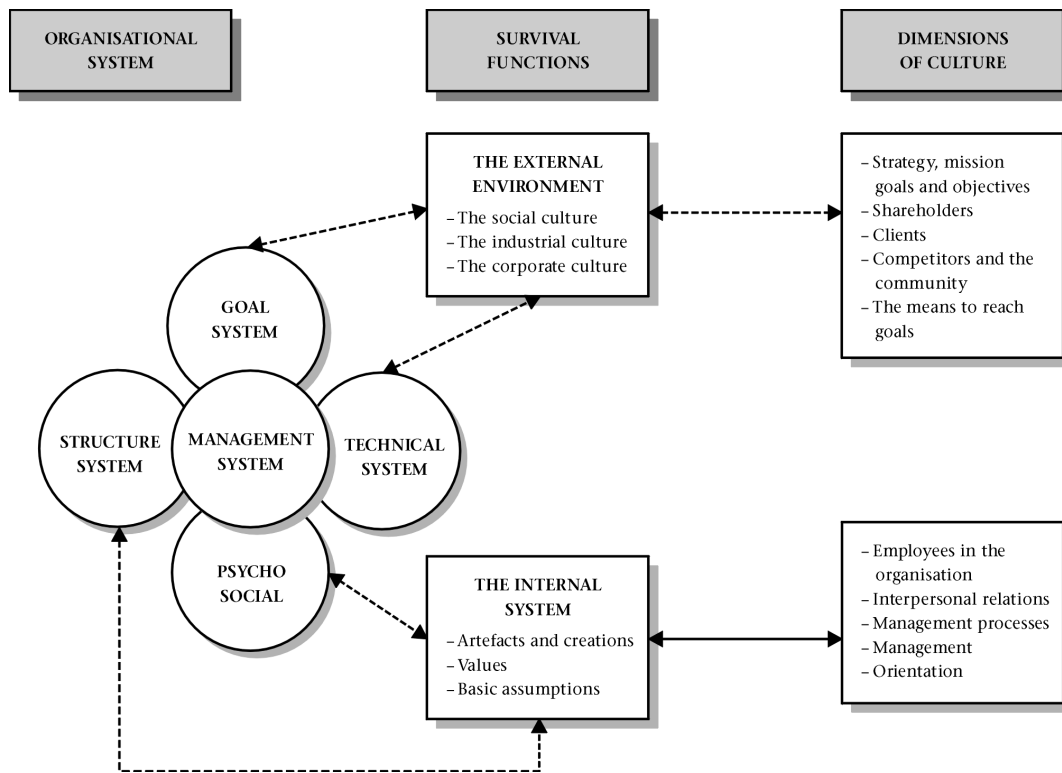 ORGANISATIONAL
SYSTEM
SURVIVAL
FUNCTIONS
DIMENSIONS
OF CULTURE
THE EXTERNAL
ENVIRONMENT
– The social culture
– The industrial culture
– The corporate culture
– Strategy, mission
goals and objectives
– Shareholders
– Clients
– Competitors and the
community
– The means to reach
goals
GOAL
SYSTEM
STRUCTURE
SYSTEM
MANAGEMENT
SYSTEM
TECHNICAL
SYSTEM
PSYCHO
SOCIAL
THE INTERNAL
SYSTEM
– Artefacts and creations
– Values
– Basic assumptions
– Employees in the
organisation
– Interpersonal relations
– Management processes
– Management
– Orientation